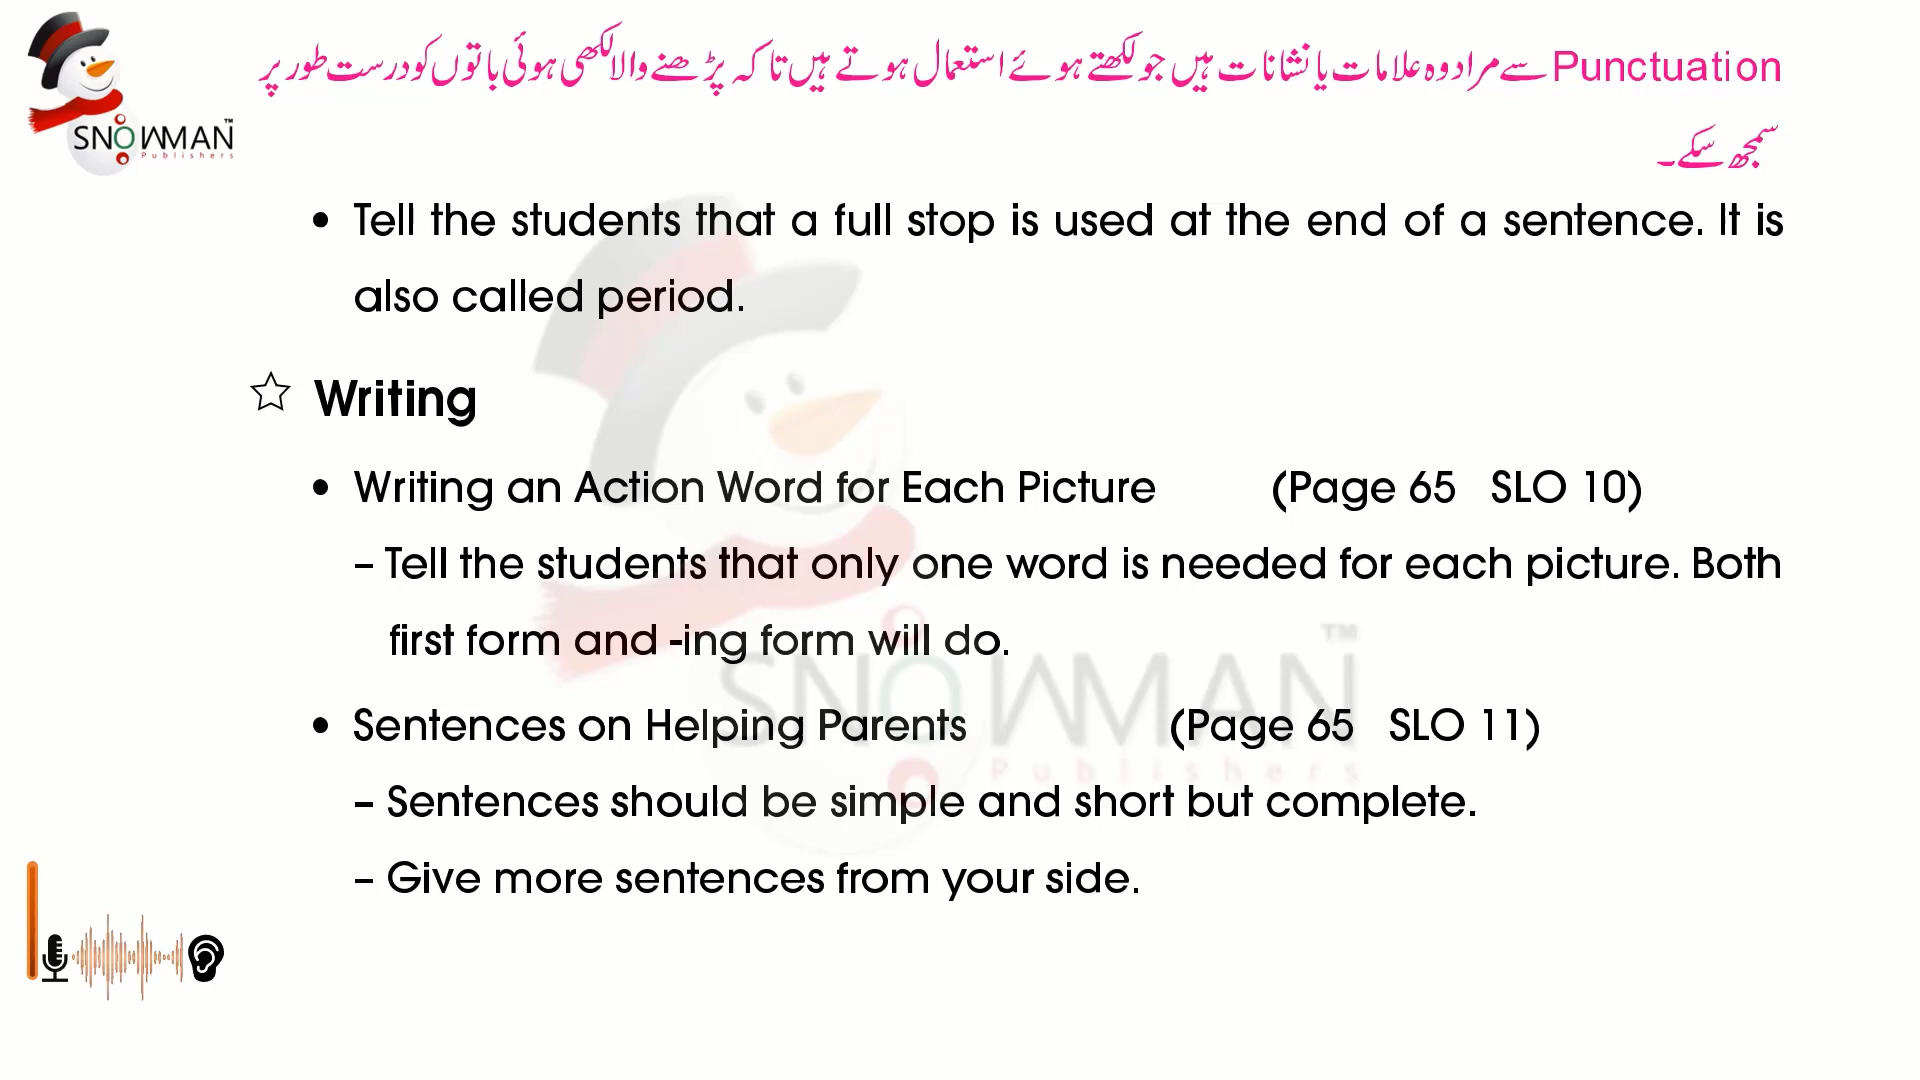 SNOWMAN™
Publishers
Punctuation سے مراد وہ علامات یا نشانات ہیں جو لکھتے ہوئے استعمال ہوتے ہیں تا کہ پڑھنے والا لکھی ہوئی باتوں کو درست طور پر
سمجھ سکے۔
• Tell the students that a full stop is used at the end of a sentence. It is
also called period.
☆ Writing
• Writing an Action Word for Each Picture (Page 65 SLO 10)
– Tell the students that only one word is needed for each picture. Both
first form and -ing form will do.
• Sentences on Helping Parents (Page 65 SLO 11)
– Sentences should be simple and short but complete.
– Give more sentences from your side.
SNOWMAN™
Publishers